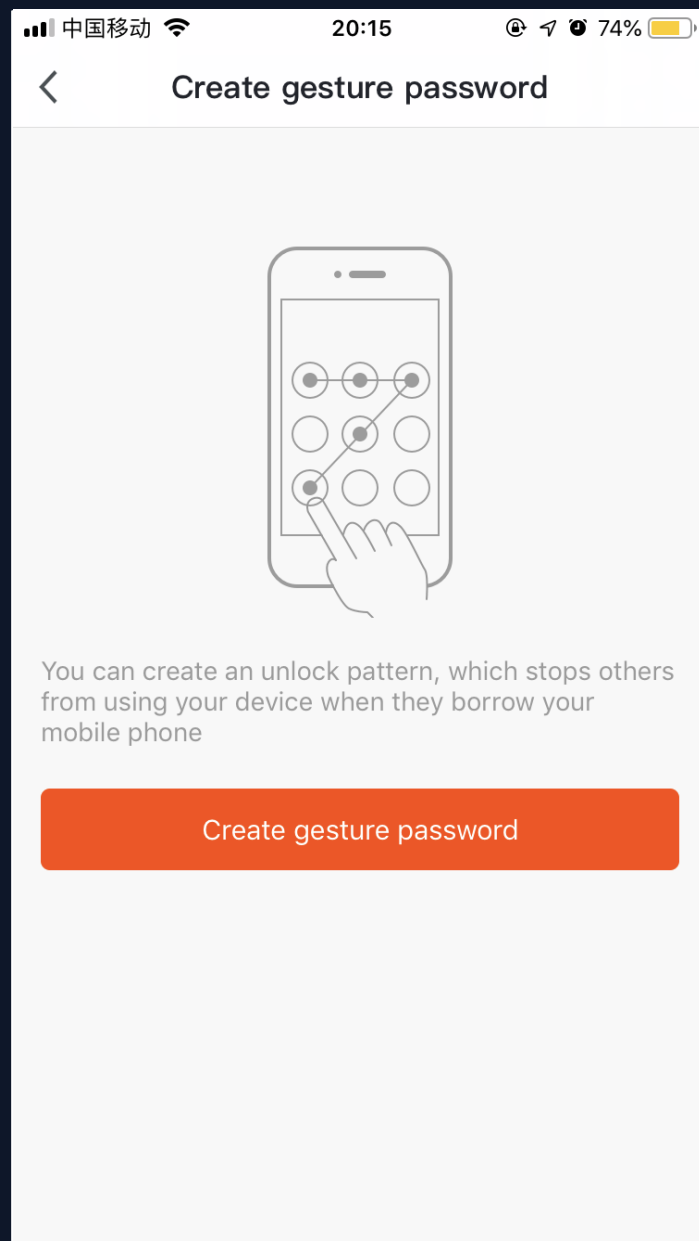 中国移动 20:15 74%
Create gesture password
You can create an unlock pattern, which stops others
from using your device when they borrow your
mobile phone
Create gesture password